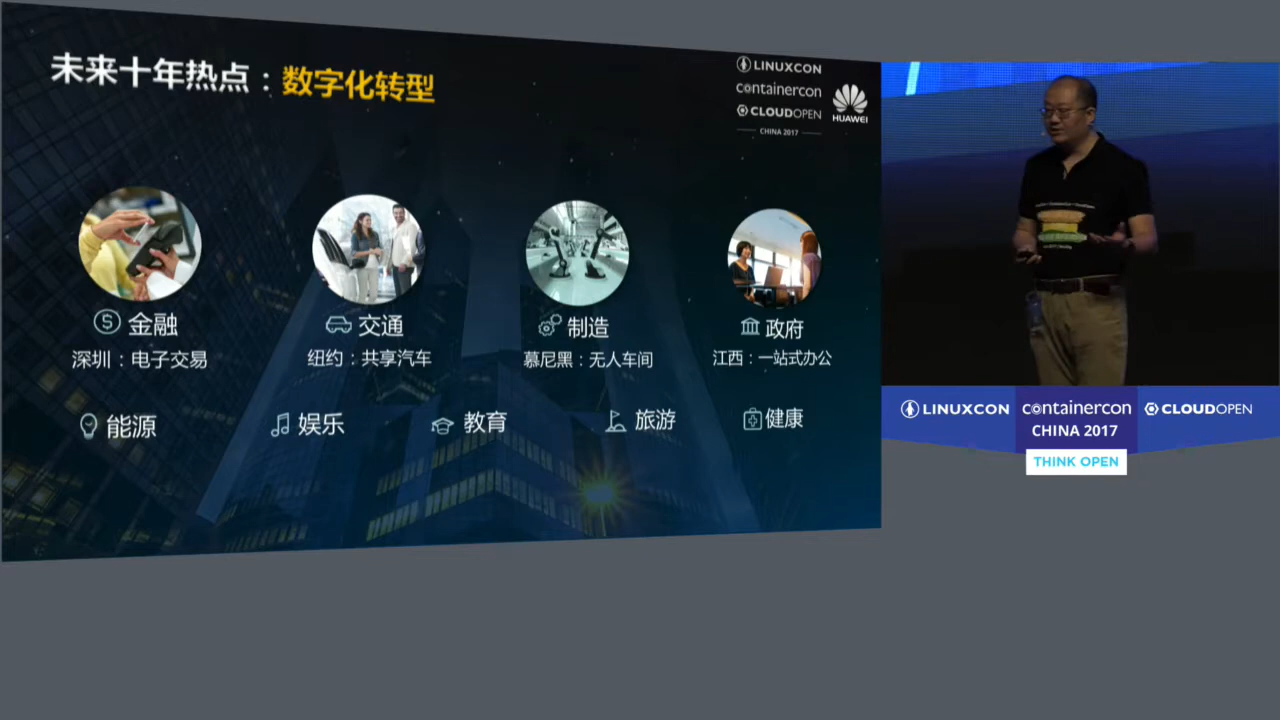 未来十年热点：数字化转型
LINUXCON
containercon
CLOUDOPEN
CHINA 2017
HUAWEI
金融
深圳：电子交易
交通
纽约：共享汽车
制造
慕尼黑：无人车间
政府
江西：一站式办公
能源
娱乐
教育
旅游
健康
LINUXCON
containercon
CHINA 2017
CLOUDOPEN
THINK OPEN